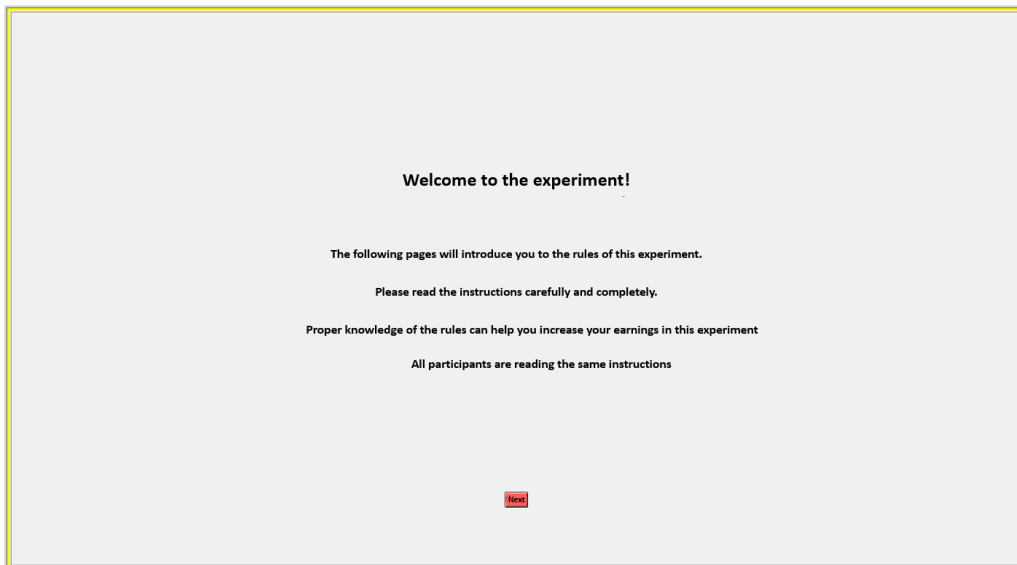 Welcome to the experiment!
The following pages will introduce you to the rules of this experiment.
Please read the instructions carefully and completely.
Proper knowledge of the rules can help you increase your earnings in this experiment
All participants are reading the same instructions
Next